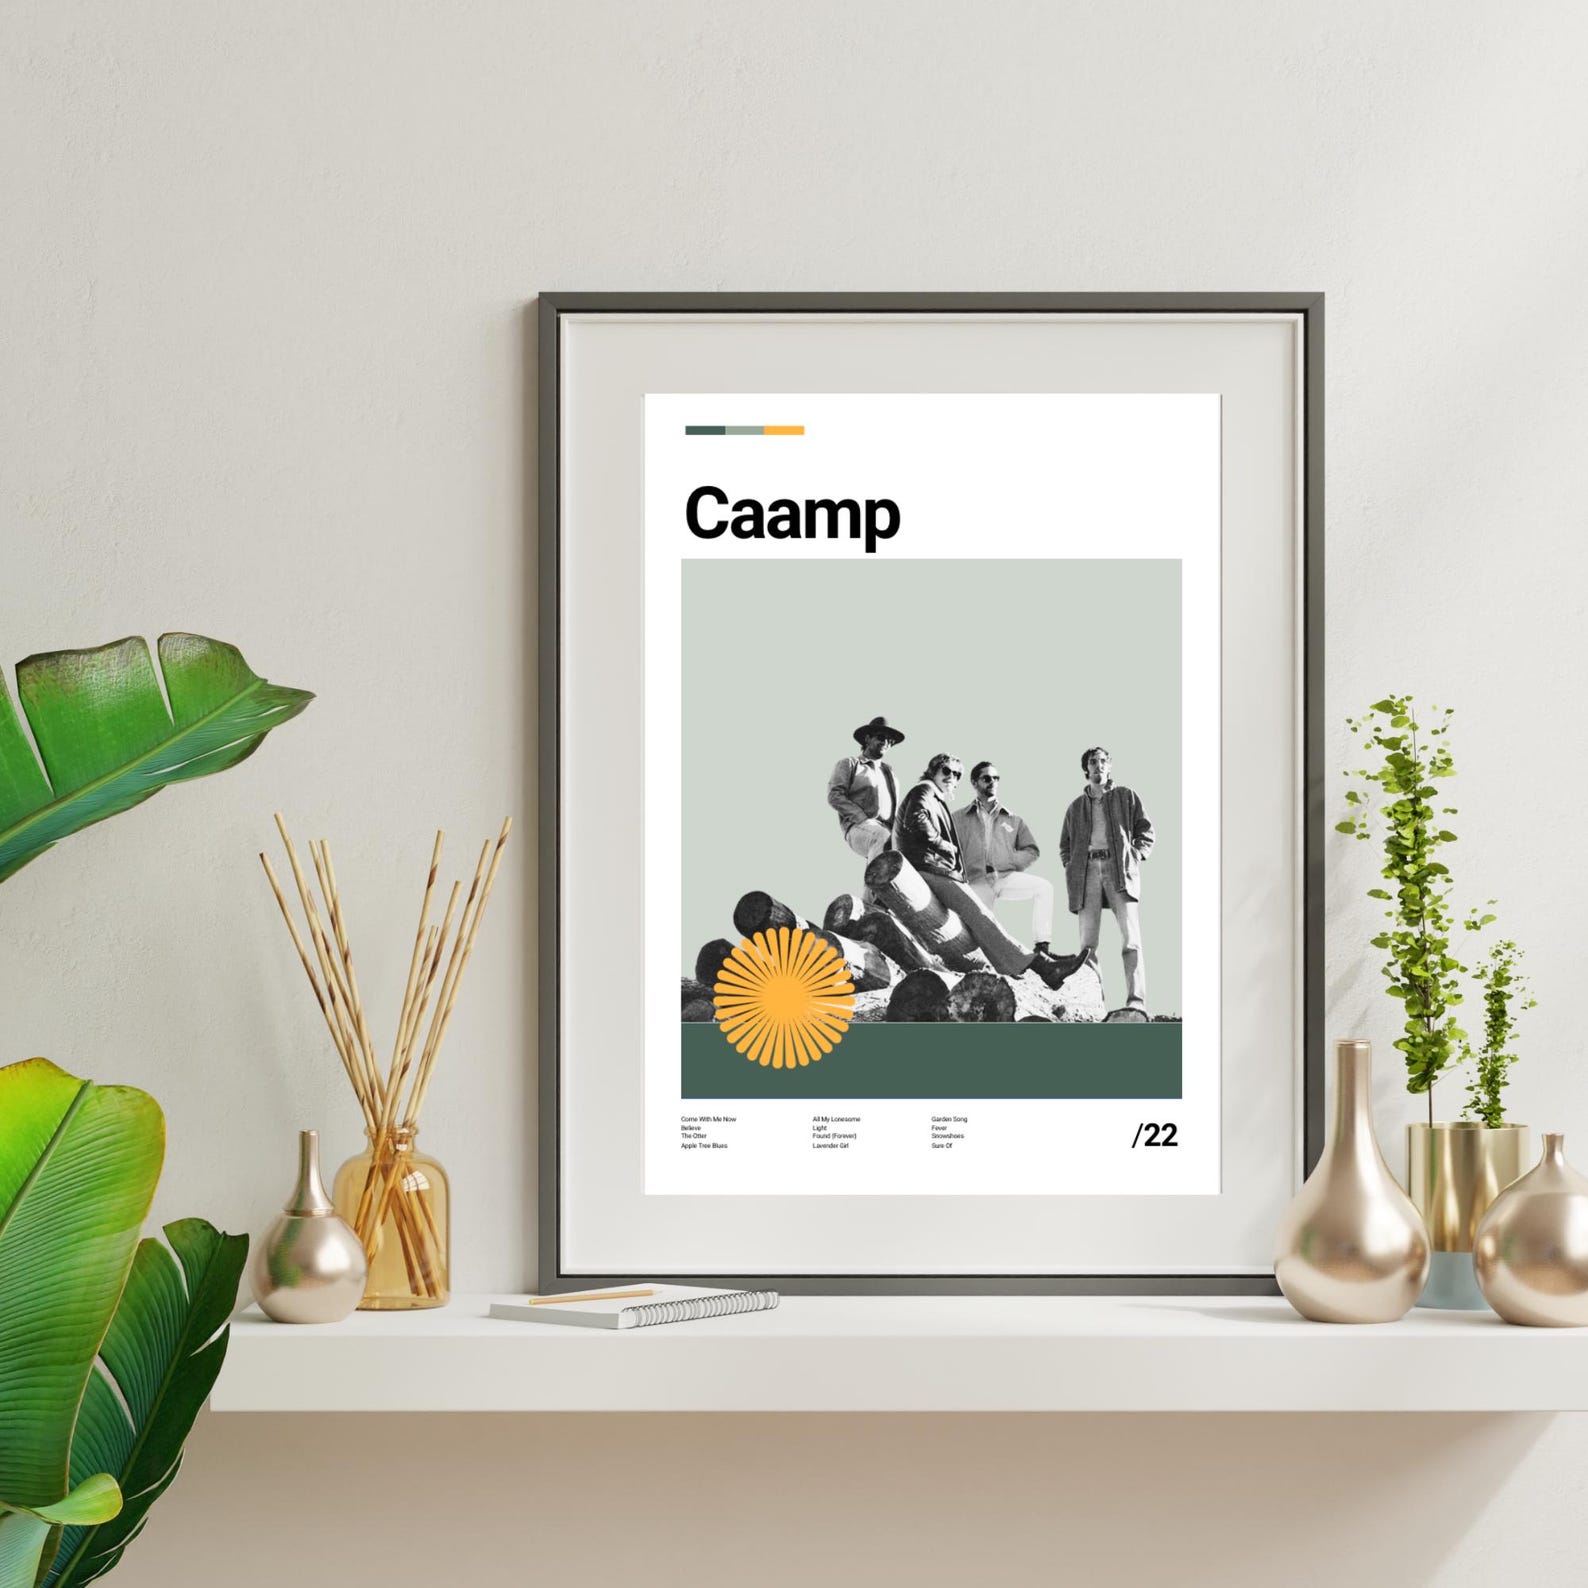 Caamp
Come With Me Now
Believe
The Otter
Apple Tree Blues
All My Lonesome
Light
Found (Forever)
Lavender Girl
Garden Song
Fever
Snowshoes
Sure Of
/22